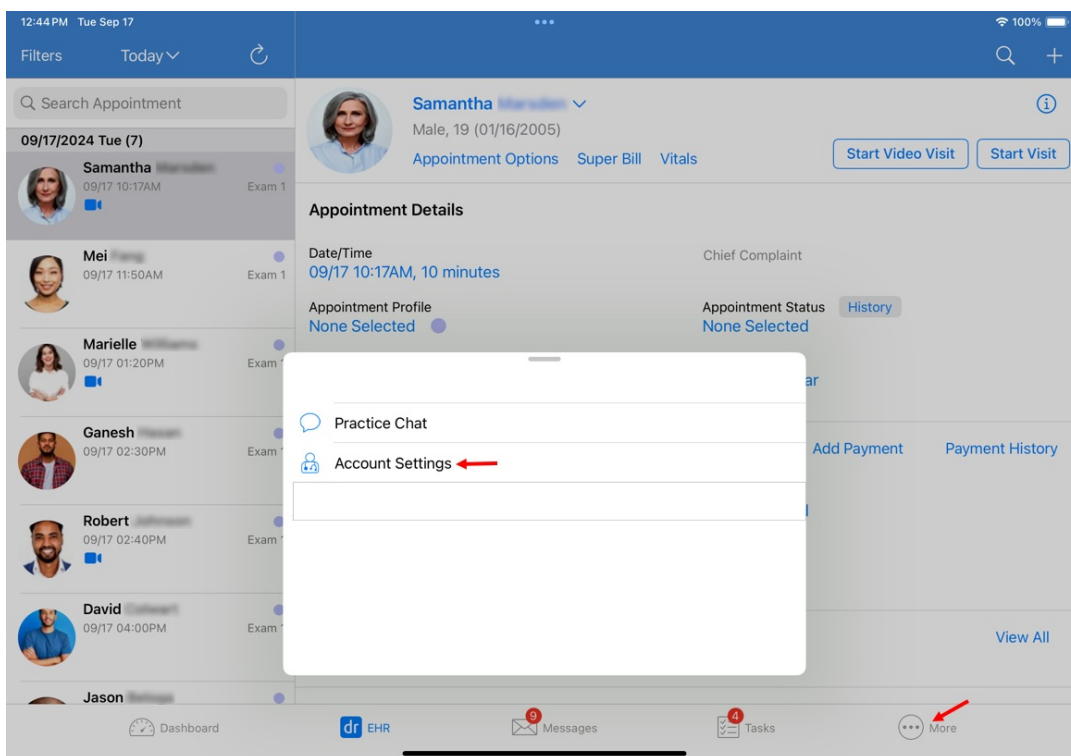 12:44 PM Tue Sep 17
100%
Filters
Today
Search Appointment
09/17/2024 Tue (7)
Samantha
09/17 10:17AM
Exam 1
Mei
09/17 11:50AM
Exam 1
Marielle
09/17 01:20PM
Exam
Ganesh
09/17 02:30PM
Exam
Robert
09/17 02:40PM
Exam
David
09/17 04:00PM
Exam
Jason
Samantha
Male, 19 (01/16/2005)
Appointment Options Super Bill Vitals
Start Video Visit
Start Visit
Appointment Details
Date/Time
09/17 10:17AM, 10 minutes
Chief Complaint
Appointment Profile
None Selected
Appointment Status
History
None Selected
ar
Add Payment
Payment History
View All
Practice Chat
Account Settings
Dashboard
dr EHR
9
Messages
4
Tasks
More